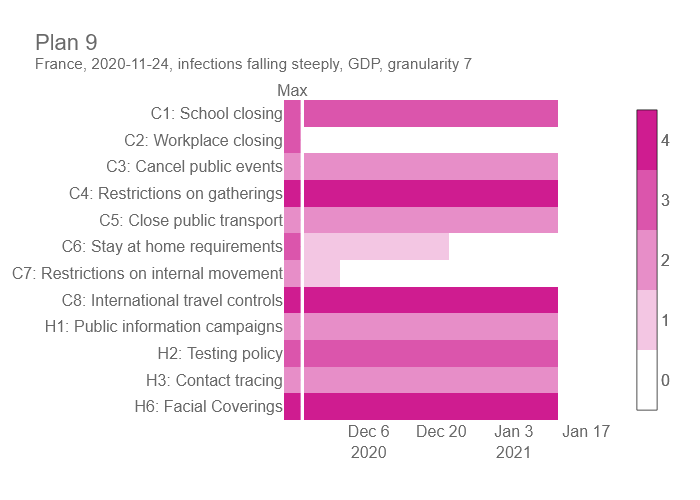 Plan 9
France, 2020-11-24, infections falling steeply, GDP, granularity 7
Max
C1: School closing
C2: Workplace closing
C3: Cancel public events
C4: Restrictions on gatherings
C5: Close public transport
C6: Stay at home requirements
C7: Restrictions on internal movement
C8: International travel controls
H1: Public information campaigns
H2: Testing policy
H3: Contact tracing
H6: Facial Coverings
Dec 6 Dec 20 Jan 3 Jan 17
2020 2021
4
3
2
1
0